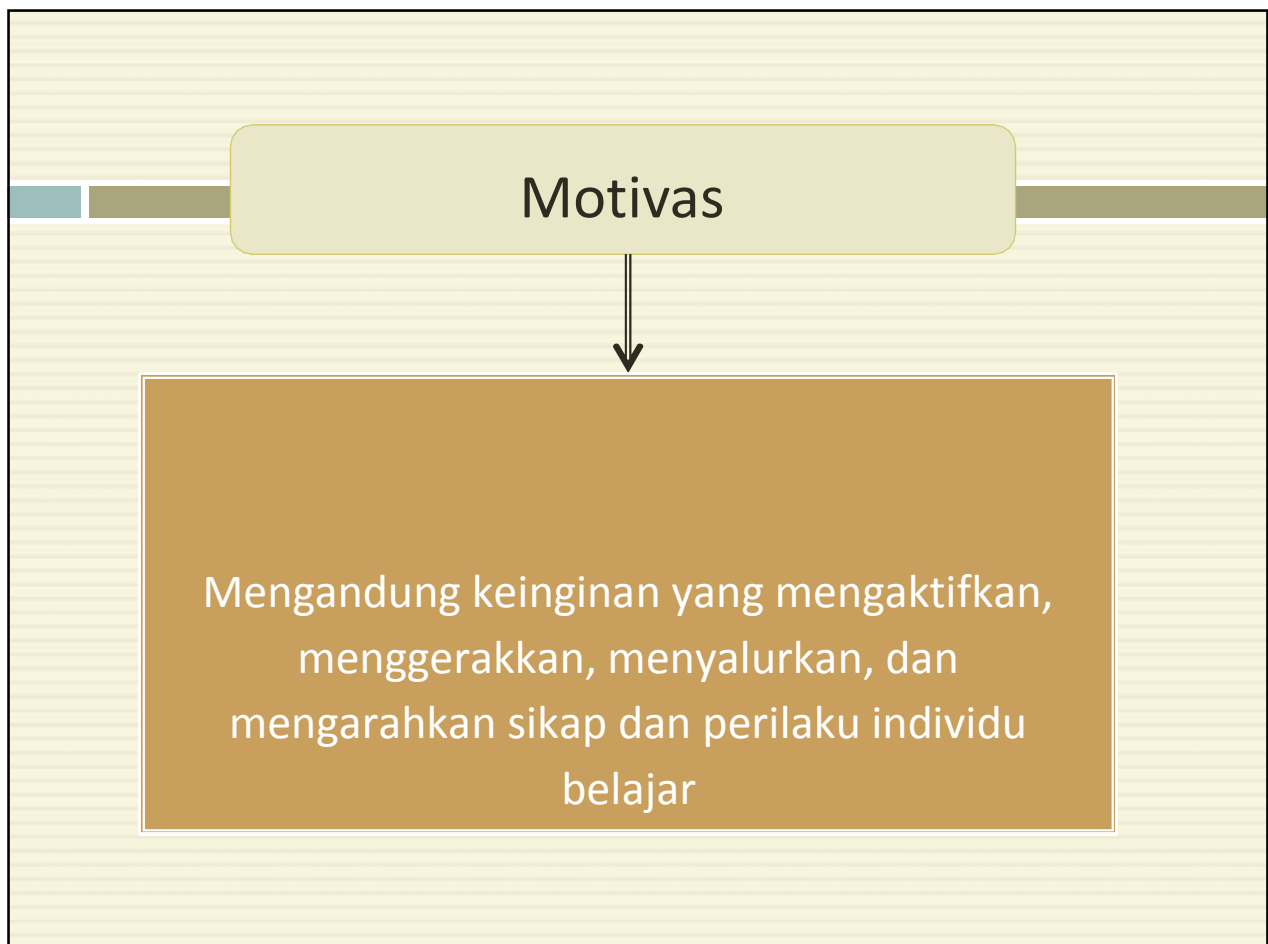 Motivas
Mengandung keinginan yang mengaktifkan,
menggerakkan, menyalurkan, dan
mengarahkan sikap dan perilaku individu
belajar